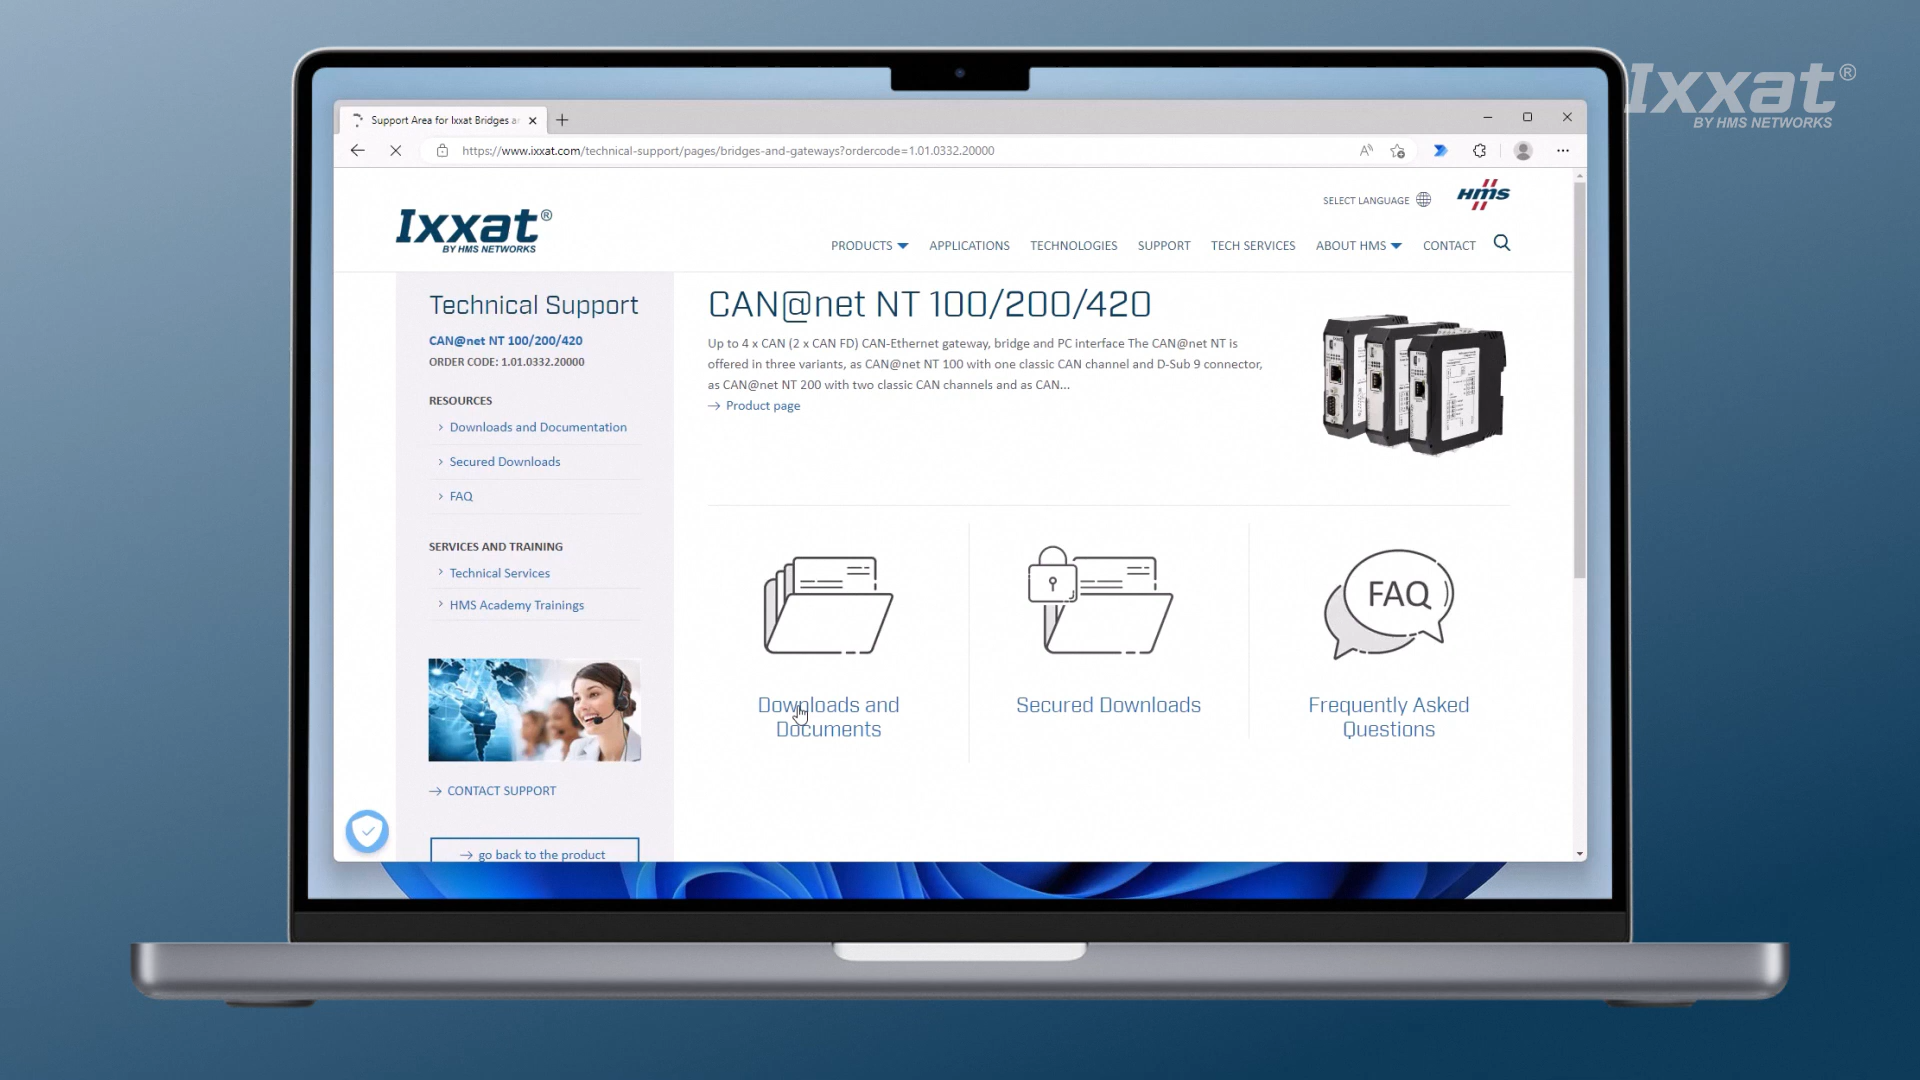 Ixxat®
BY HMS NETWORKS
Support Area for Ixxat Bridges a
https://www.ixxat.com/technical-support/pages/bridges-and-gateways?ordercode=1.01.0332.20000
SELECT LANGUAGE
HMS
Ixxat®
BY HMS NETWORKS
PRODUCTS
APPLICATIONS
TECHNOLOGIES
SUPPORT
TECH SERVICES
ABOUT HMS
CONTACT
Technical Support
CAN@net NT 100/200/420
ORDER CODE: 1.01.0332.20000
RESOURCES
Downloads and Documentation
Secured Downloads
FAQ
SERVICES AND TRAINING
Technical Services
HMS Academy Trainings
→ CONTACT SUPPORT
→ go back to the product
CAN@net NT 100/200/420
Up to 4 x CAN (2 x CAN FD) CAN-Ethernet gateway, bridge and PC interface The CAN@net NT is
offered in three variants, as CAN@net NT 100 with one classic CAN channel and D-Sub 9 connector,
as CAN@net NT 200 with two classic CAN channels and as CAN...
→ Product page
Downloads and
Documents
Secured Downloads
FAQ
Frequently Asked
Questions